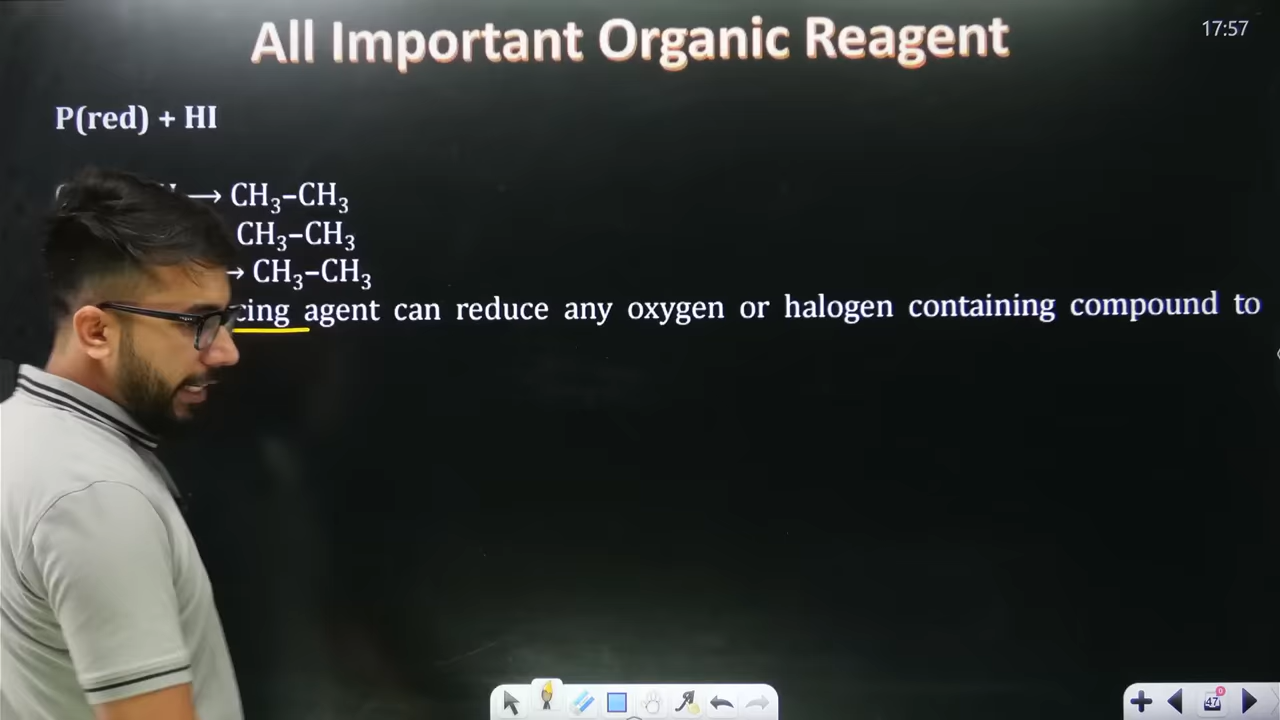 All Important Organic Reagent
17:57
P(red) + HI
⟶ CH₃–CH₃
CH₃–CH₃
→ CH₃–CH₃
agent can reduce any oxygen or halogen containing compound to
47
0